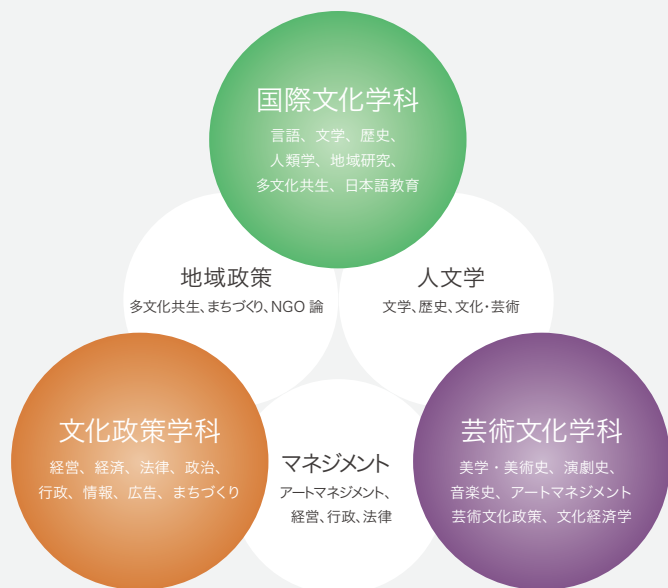 国際文化学科
言語、文学、歴史、
人類学、地域研究、
多文化共生、日本語教育
地域政策
多文化共生、まちづくり、NGO 論
人文学
文学、歴史、文化・芸術
文化政策学科
経営、経済、法律、政治、
行政、情報、広告、まちづくり
マネジメント
アートマネジメント、
経営、行政、法律
芸術文化学科
美学・美術史、演劇史、
音楽史、アートマネジメント
芸術文化政策、文化経済学